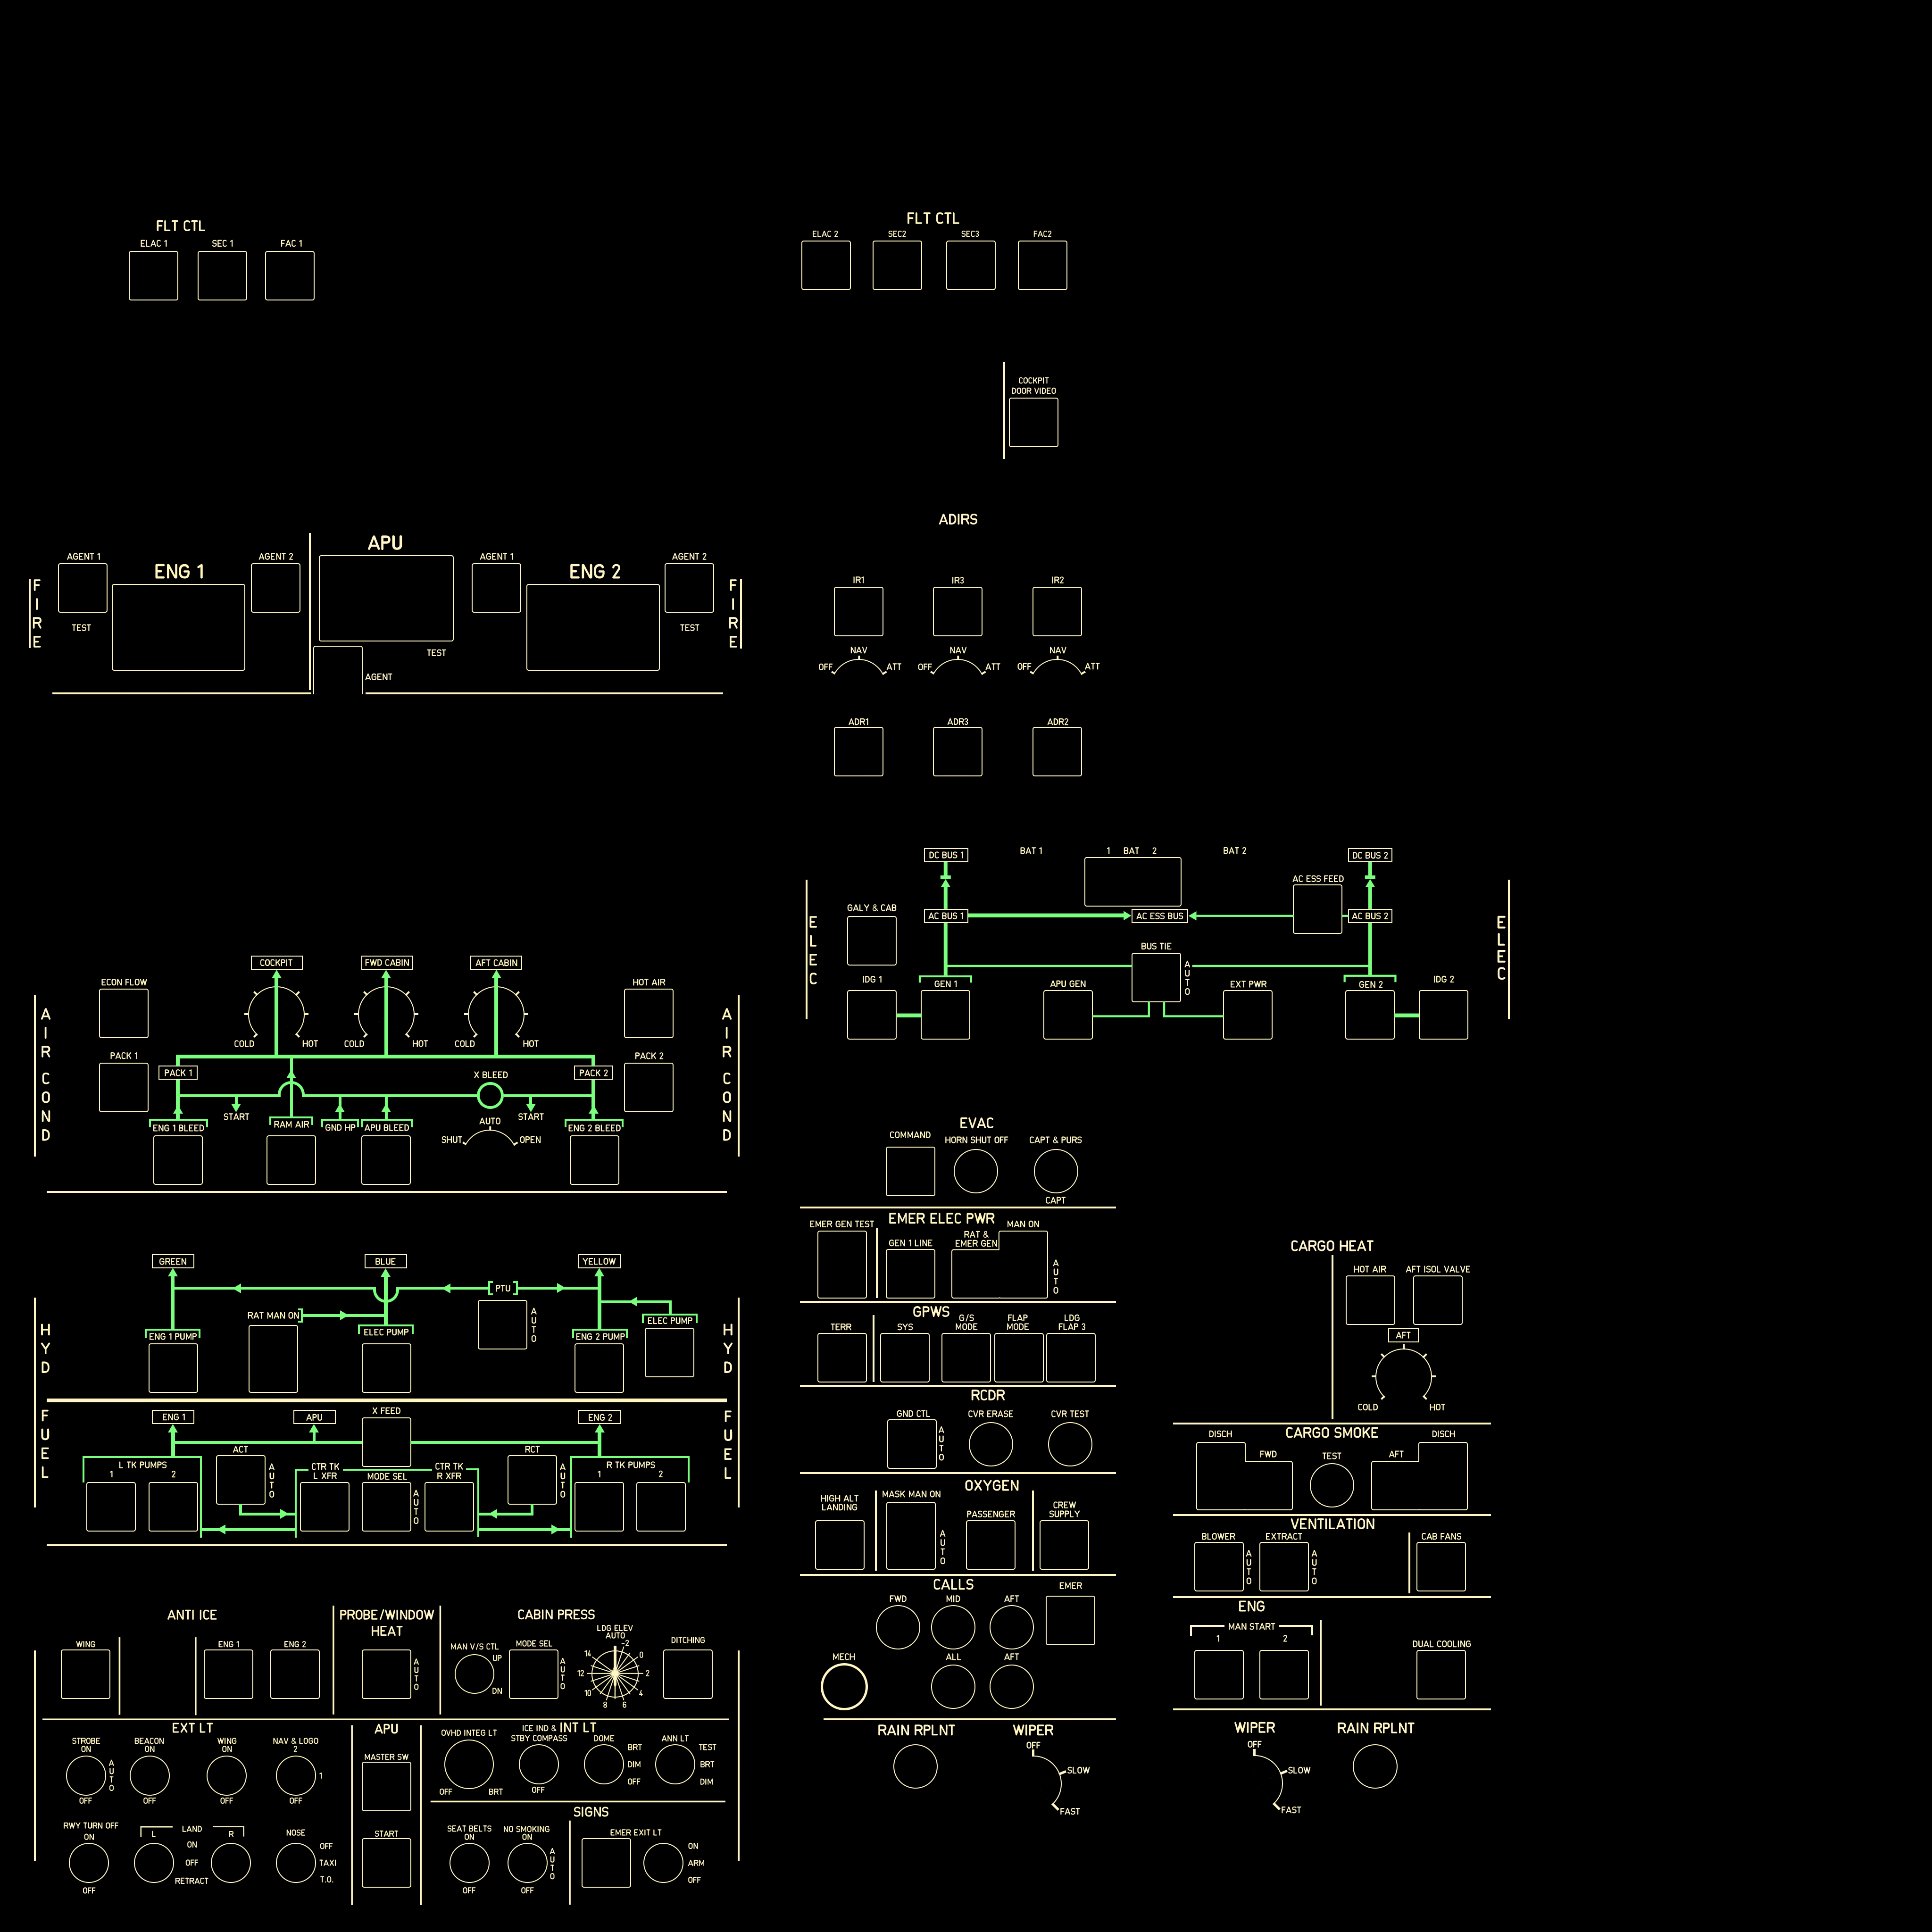 FLT CTL
ELAC 1 SEC 1 FAC 1
FLT CTL
ELAC 2 SEC2 SEC3 FAC2
COCKPIT
DOOR VIDEO
FIRE
AGENT 1
ENG 1
AGENT 2
TEST
APU
TEST
AGENT
AGENT 1
ENG 2
AGENT 2
TEST
FIRE
ADIRS
IR1 IR3 IR2
OFF NAV ATT OFF NAV ATT OFF NAV ATT
ADR1 ADR3 ADR2
ELEC
DC BUS 1 BAT 1 1 BAT 2 BAT 2 DC BUS 2
AC ESS FEED
GALY & CAB AC BUS 1 AC ESS BUS AC BUS 2
BUS TIE
AUTO
IDG 1 GEN 1 APU GEN EXT PWR GEN 2 IDG 2
ELEC
AIR COND
COCKPIT FWD CABIN AFT CABIN
ECON FLOW HOT AIR
COLD HOT COLD HOT COLD HOT
PACK 1 PACK 2
PACK 1 X BLEED PACK 2
START START
ENG 1 BLEED RAM AIR GND HP APU BLEED AUTO ENG 2 BLEED
SHUT OPEN
AIR COND
HYD
GREEN BLUE YELLOW
PTU
RAT MAN ON
AUTO
ELEC PUMP
ENG 1 PUMP ELEC PUMP ENG 2 PUMP
HYD
FUEL
ENG 1 APU X FEED ENG 2
ACT RCT
L TK PUMPS
1 2
AUTO
CTR TK
L XFR
MODE SEL
AUTO
CTR TK
R XFR
AUTO
R TK PUMPS
1 2
FUEL
ANTI ICE
WING ENG 1 ENG 2
PROBE/WINDOW
HEAT
AUTO
CABIN PRESS
MAN V/S CTL
UP
DN
MODE SEL
AUTO
LDG ELEV
AUTO
-2
0
2
4
6
8
10
12
14
DITCHING
EXT LT
STROBE BEACON WING NAV & LOGO
ON ON ON 2
AUTO 1
OFF OFF OFF OFF
RWY TURN OFF LAND NOSE
ON L ON R OFF
OFF TAXI
RETRACT T.O.
OFF
APU
MASTER SW
START
INT LT
OVHD INTEG LT
OFF BRT
ICE IND &
STBY COMPASS
OFF
DOME
BRT
DIM
OFF
ANN LT
TEST
BRT
DIM
SIGNS
SEAT BELTS NO SMOKING
ON ON
AUTO
OFF OFF
EMER EXIT LT
ON
ARM
OFF
EVAC
COMMAND HORN SHUT OFF CAPT & PURS
CAPT
EMER ELEC PWR
EMER GEN TEST MAN ON
GEN 1 LINE
RAT &
EMER GEN
AUTO
GPWS
TERR SYS
G/S
MODE
FLAP
MODE
LDG
FLAP 3
RCDR
GND CTL CVR ERASE CVR TEST
AUTO
OXYGEN
HIGH ALT
LANDING
MASK MAN ON
AUTO
PASSENGER
CREW
SUPPLY
CALLS
FWD MID AFT EMER
MECH ALL AFT
RAIN RPLNT WIPER
OFF
SLOW
FAST
CARGO HEAT
HOT AIR AFT ISOL VALVE
AFT
COLD HOT
CARGO SMOKE
DISCH FWD TEST AFT DISCH
VENTILATION
BLOWER EXTRACT CAB FANS
AUTO AUTO
ENG
MAN START
1 2
DUAL COOLING
WIPER RAIN RPLNT
OFF
SLOW
FAST